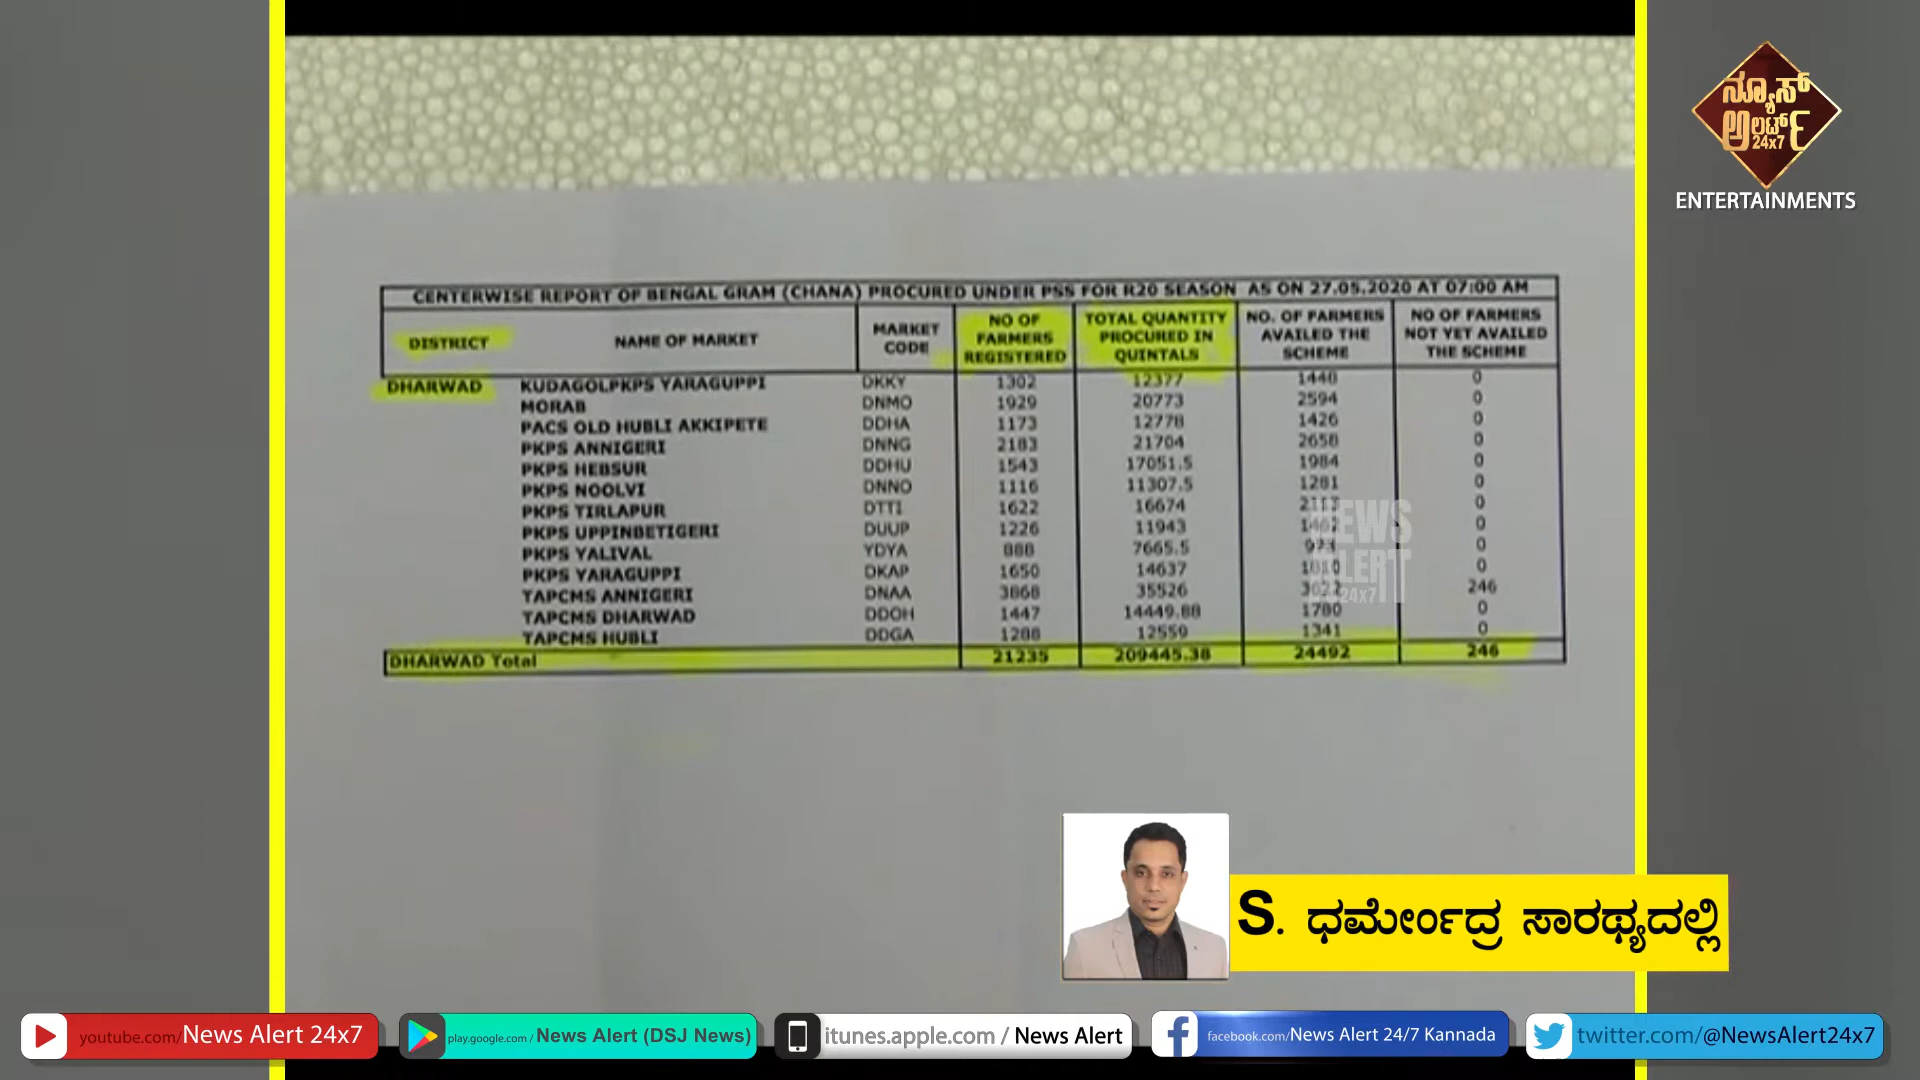 ನ್ಯೂಸ್
ಅಲರ್ಟ್
24x7
ENTERTAINMENTS
CENTERWISE REPORT OF BENGAL GRAM (CHANA) PROCURED UNDER PSS FOR R20 SEASON AS ON 27.05.2020 AT 07:00 AM
DISTRICT NAME OF MARKET MARKET CODE NO OF FARMERS REGISTERED TOTAL QUANTITY PROCURED IN QUINTALS NO. OF FARMERS AVAILED THE SCHEME NO OF FARMERS NOT YET AVAILED THE SCHEME
DHARWAD KUDAGOLPKPS YARAGUPPI DKKY 1302 12377 1448 0
MORAB DNMO 1929 20773 2594 0
PACS OLD HUBLI AKKIPETE DDHA 1173 12778 1426 0
PKPS ANNIGERI DNNG 2183 21704 2658 0
PKPS HEBSUR DDHU 1543 17051.5 1984 0
PKPS NOOLVI DNNO 1116 11307.5 1281 0
PKPS TIRLAPUR DTTI 1622 16674 0
PKPS UPPINBETIGERI DUUP 1226 11943 1462 0
PKPS YALIVAL YDYA 888 7665.5 0
PKPS YARAGUPPI DKAP 1650 14637 1810 0
TAPCMS ANNIGERI DNAA 3868 35526 3622 246
TAPCMS DHARWAD DDOH 1447 14449.88 1780 0
TAPCMS HUBLI DDGA 1288 12559 1341 0
DHARWAD Total 21235 209445.38 24492 246
NEWS
ALERT
24x7
S. ಧರ್ಮೇಂದ್ರ ಸಾರಥ್ಯದಲ್ಲಿ
youtube.com/News Alert 24x7
play.google.com / News Alert (DSJ News)
itunes.apple.com / News Alert
facebook.com/News Alert 24/7 Kannada
twitter.com/@NewsAlert24x7